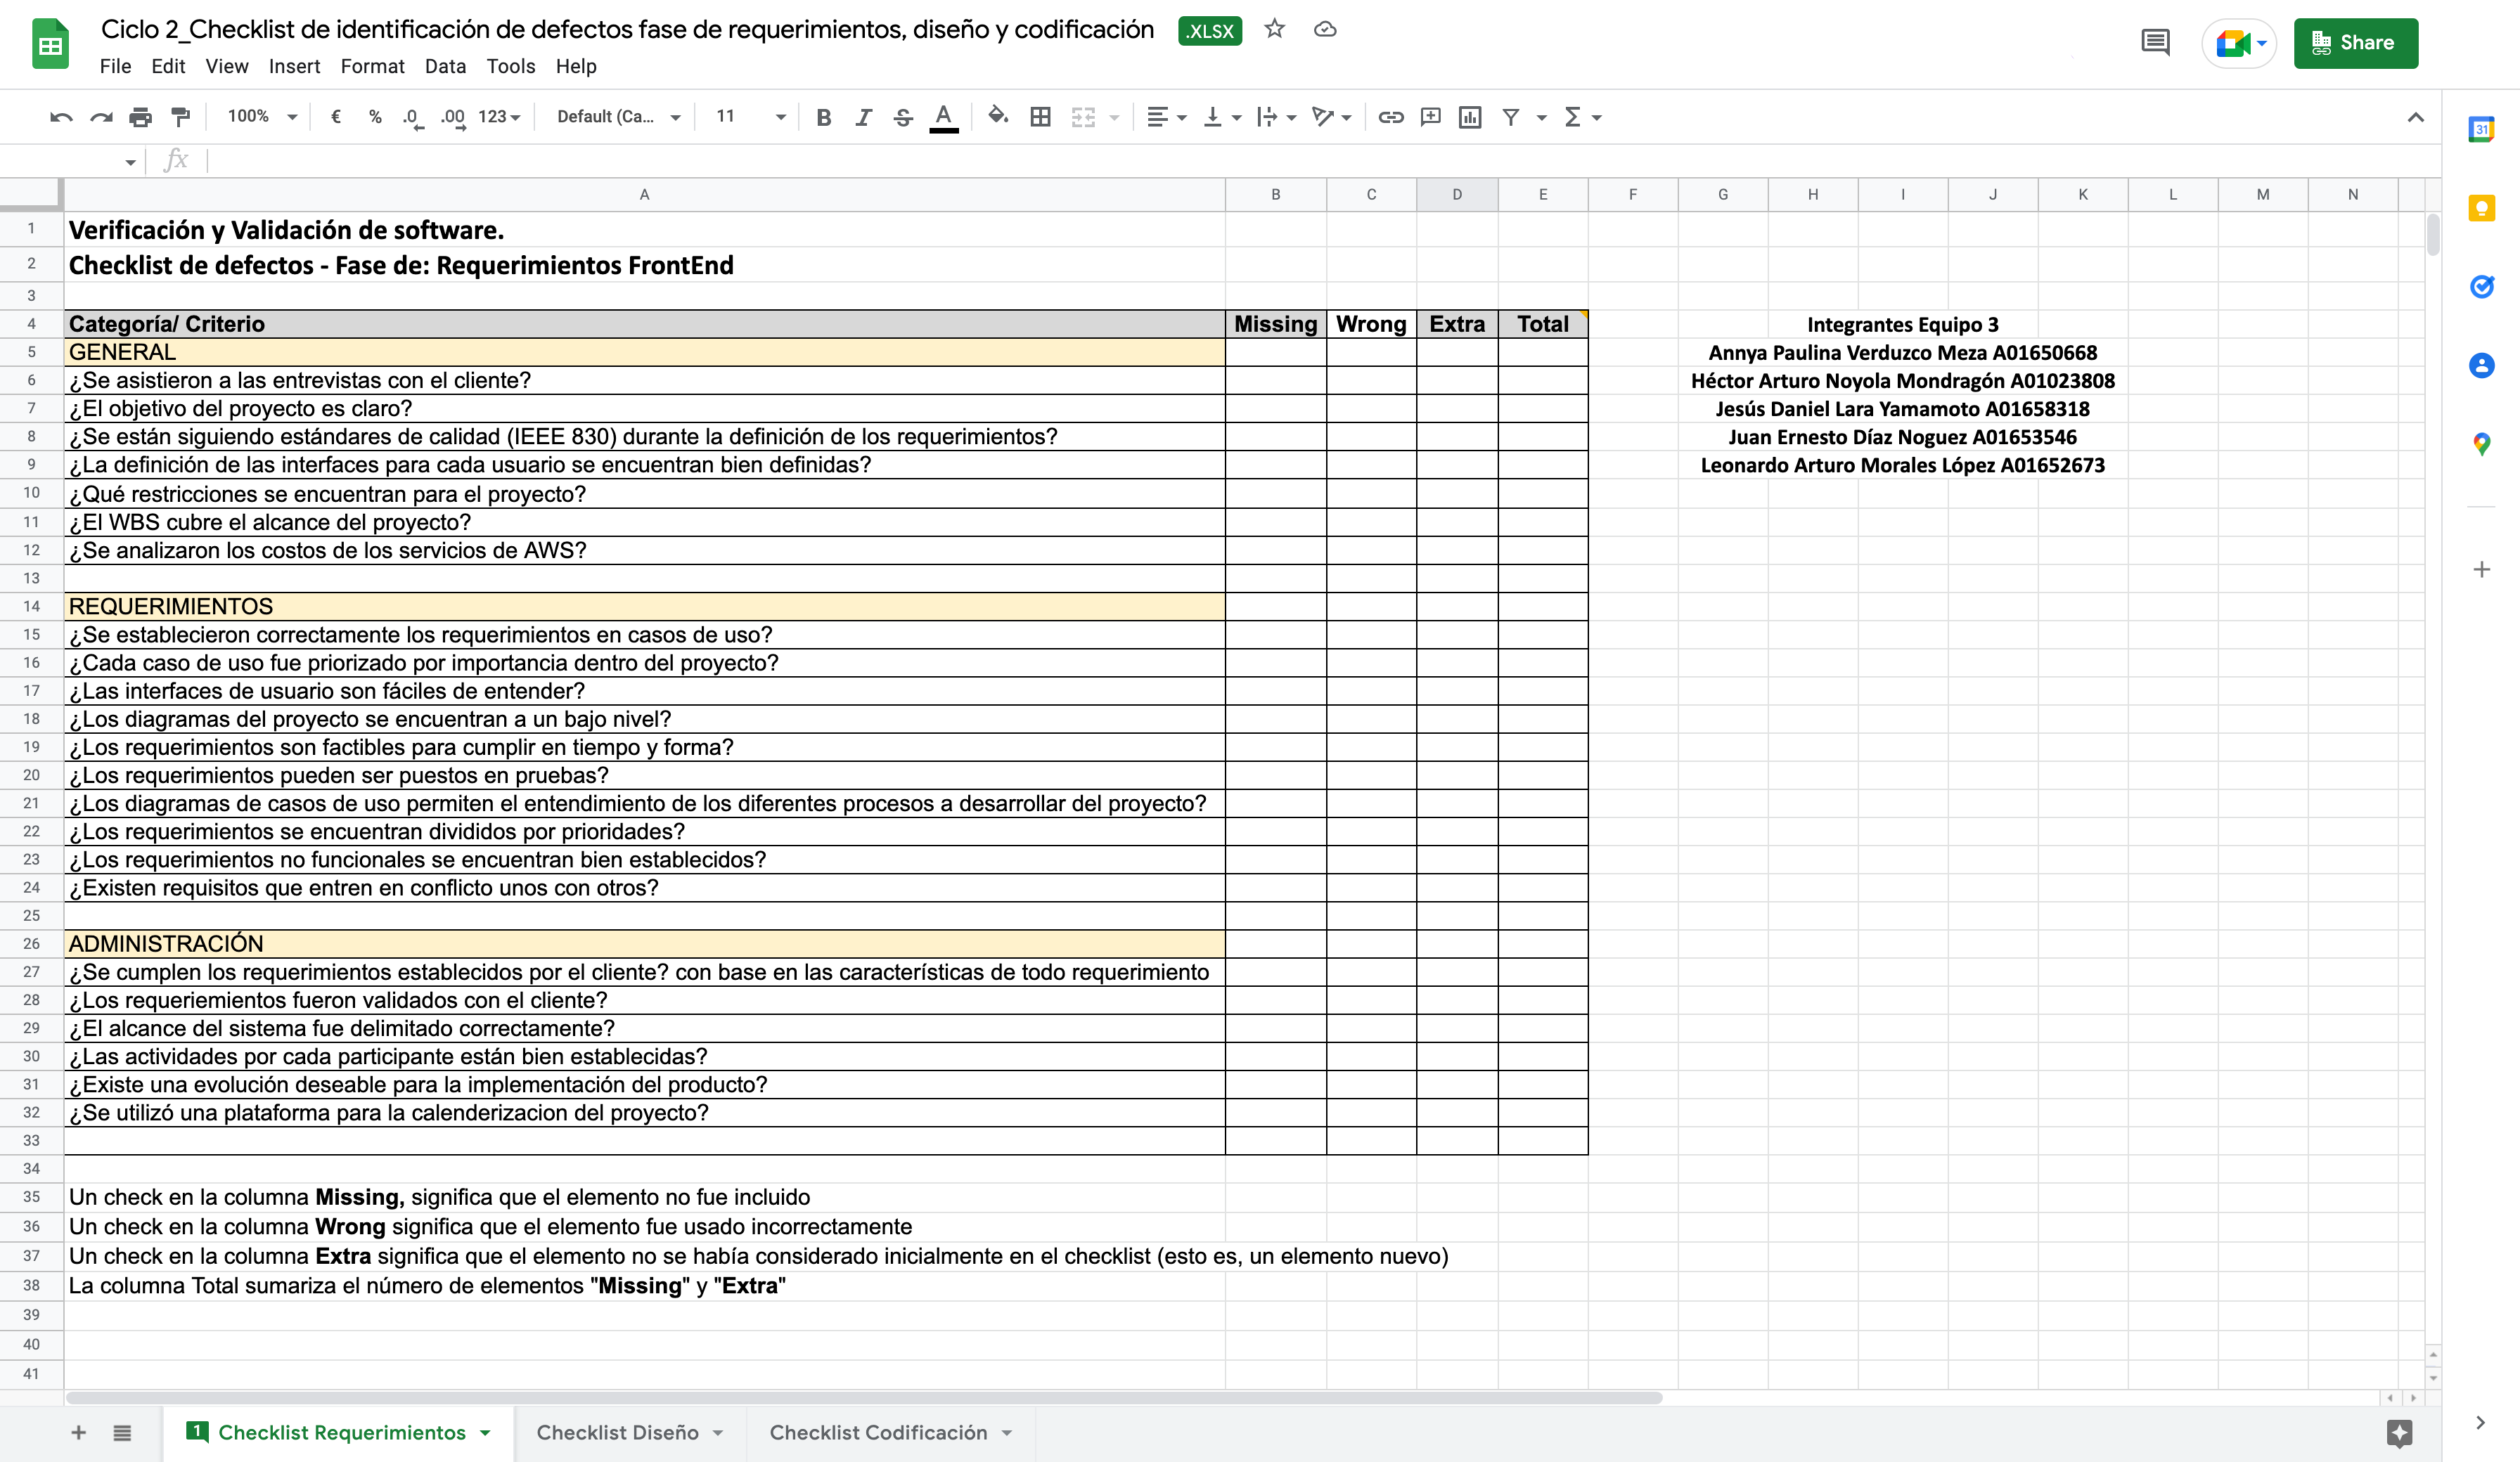 Ciclo 2_Checklist de identificación de defectos fase de requerimientos, diseño y codificación .XLSX
File Edit View Insert Format Data Tools Help
Share
100% € % .0 .00 123 Default (Ca... 11 B I S A
fx
A B C D E F G H I J K L M N
1 Verificación y Validación de software.
2 Checklist de defectos - Fase de: Requerimientos FrontEnd
3
4 Categoría/ Criterio Missing Wrong Extra Total Integrantes Equipo 3
5 GENERAL Annya Paulina Verduzco Meza A01650668
6 ¿Se asistieron a las entrevistas con el cliente? Héctor Arturo Noyola Mondragón A01023808
7 ¿El objetivo del proyecto es claro? Jesús Daniel Lara Yamamoto A01658318
8 ¿Se están siguiendo estándares de calidad (IEEE 830) durante la definición de los requerimientos? Juan Ernesto Díaz Noguez A01653546
9 ¿La definición de las interfaces para cada usuario se encuentran bien definidas? Leonardo Arturo Morales López A01652673
10 ¿Qué restricciones se encuentran para el proyecto?
11 ¿El WBS cubre el alcance del proyecto?
12 ¿Se analizaron los costos de los servicios de AWS?
13
14 REQUERIMIENTOS
15 ¿Se establecieron correctamente los requerimientos en casos de uso?
16 ¿Cada caso de uso fue priorizado por importancia dentro del proyecto?
17 ¿Las interfaces de usuario son fáciles de entender?
18 ¿Los diagramas del proyecto se encuentran a un bajo nivel?
19 ¿Los requerimientos son factibles para cumplir en tiempo y forma?
20 ¿Los requerimientos pueden ser puestos en pruebas?
21 ¿Los diagramas de casos de uso permiten el entendimiento de los diferentes procesos a desarrollar del proyecto?
22 ¿Los requerimientos se encuentran divididos por prioridades?
23 ¿Los requerimientos no funcionales se encuentran bien establecidos?
24 ¿Existen requisitos que entren en conflicto unos con otros?
25
26 ADMINISTRACIÓN
27 ¿Se cumplen los requerimientos establecidos por el cliente? con base en las características de todo requerimiento
28 ¿Los requeriemientos fueron validados con el cliente?
29 ¿El alcance del sistema fue delimitado correctamente?
30 ¿Las actividades por cada participante están bien establecidas?
31 ¿Existe una evolución deseable para la implementación del producto?
32 ¿Se utilizó una plataforma para la calenderizacion del proyecto?
33
34
35 Un check en la columna Missing, significa que el elemento no fue incluido
36 Un check en la columna Wrong significa que el elemento fue usado incorrectamente
37 Un check en la columna Extra significa que el elemento no se había considerado inicialmente en el checklist (esto es, un elemento nuevo)
38 La columna Total sumariza el número de elementos "Missing" y "Extra"
39
40
41
1 Checklist Requerimientos Checklist Diseño Checklist Codificación
31